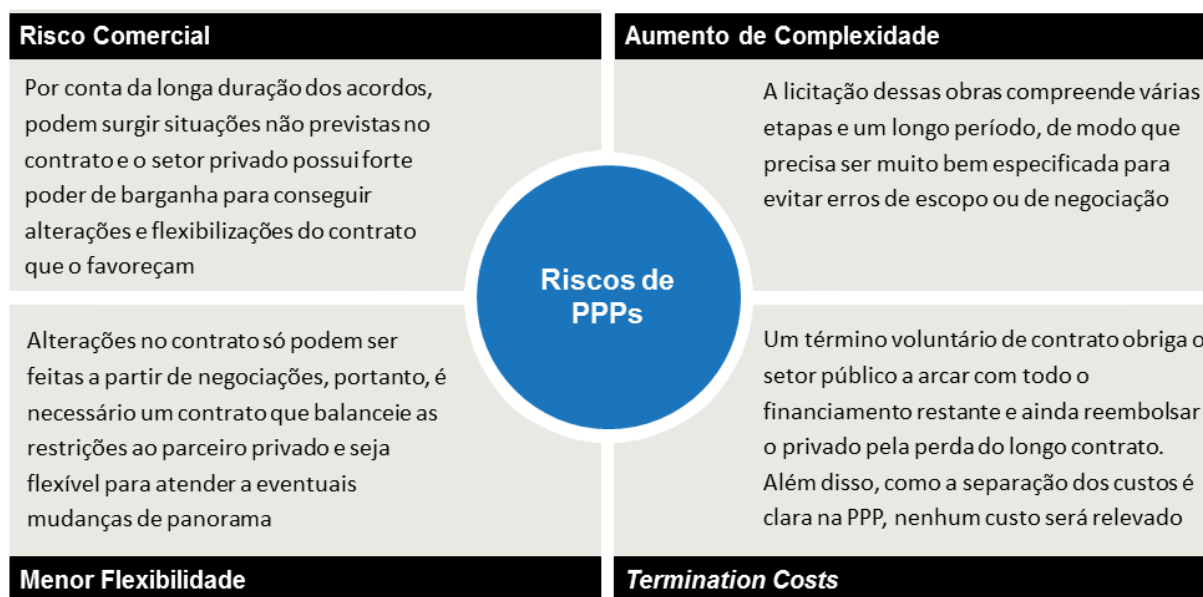 Risco Comercial
Por conta da longa duração dos acordos,
podem surgir situações não previstas no
contrato e o setor privado possui forte
poder de barganha para conseguir
alterações e flexibilizações do contrato
que o favoreçam
Aumento de Complexidade
A licitação dessas obras compreende várias
etapas e um longo período, de modo que
precisa ser muito bem especificada para
evitar erros de escopo ou de negociação
Riscos de
PPPs
Alterações no contrato só podem ser
feitas a partir de negociações, portanto, é
necessário um contrato que balanceie as
restrições ao parceiro privado e seja
flexível para atender a eventuais
mudanças de panorama
Menor Flexibilidade
Um término voluntário de contrato obriga o
setor público a arcar com todo o
financiamento restante e ainda reembolsar
o privado pela perda do longo contrato.
Além disso, como a separação dos custos é
clara na PPP, nenhum custo será relevado
Termination Costs